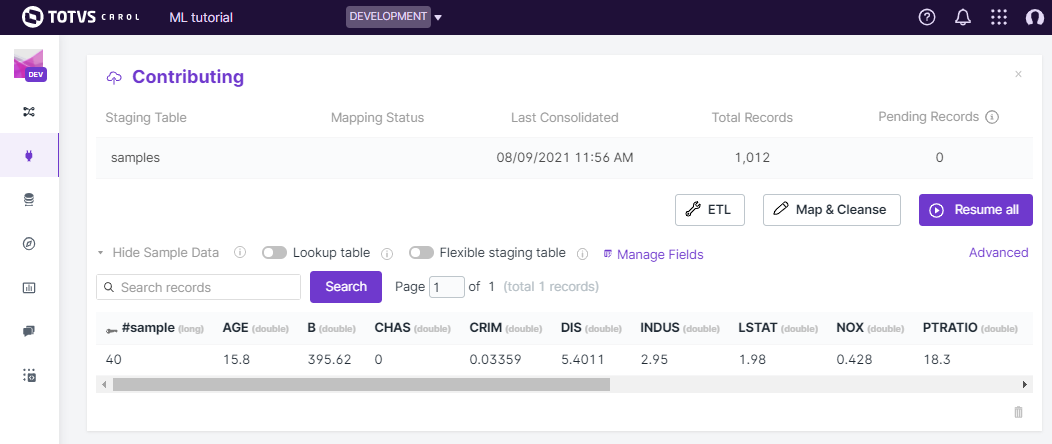 TOTVS CAROL ML tutorial DEVELOPMENT
DEV
Contributing
Staging Table Mapping Status Last Consolidated Total Records Pending Records
samples 08/09/2021 11:56 AM 1,012 0
ETL Map & Cleanse Resume all
Hide Sample Data Lookup table Flexible staging table Manage Fields Advanced
Search records Search Page 1 of 1 (total 1 records)
#sample (long) AGE (double) B (double) CHAS (double) CRIM (double) DIS (double) INDUS (double) LSTAT (double) NOX (double) PTRATIO (double)
40 15.8 395.62 0 0.03359 5.4011 2.95 1.98 0.428 18.3